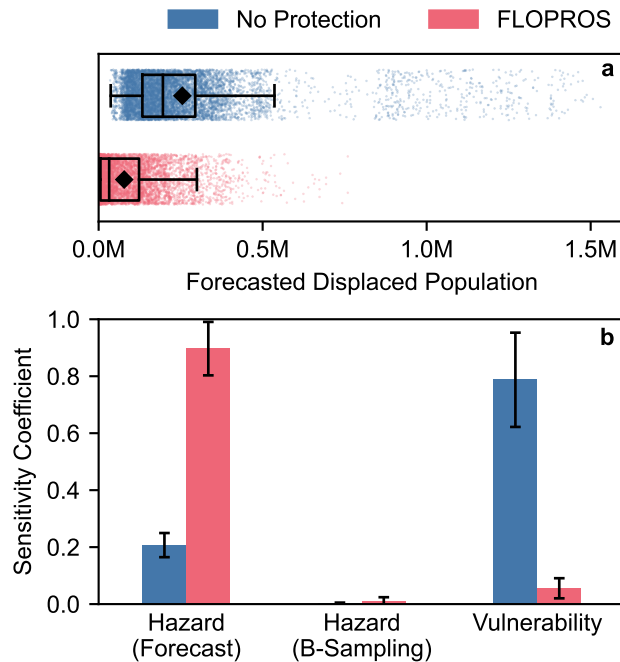 No Protection
FLOPROS
a
0.0M
0.5M
1.0M
1.5M
Forecasted Displaced Population
b
Sensitivity Coefficient
1.0
0.8
0.6
0.4
0.2
0.0
Hazard
(Forecast)
Hazard
(B-Sampling)
Vulnerability